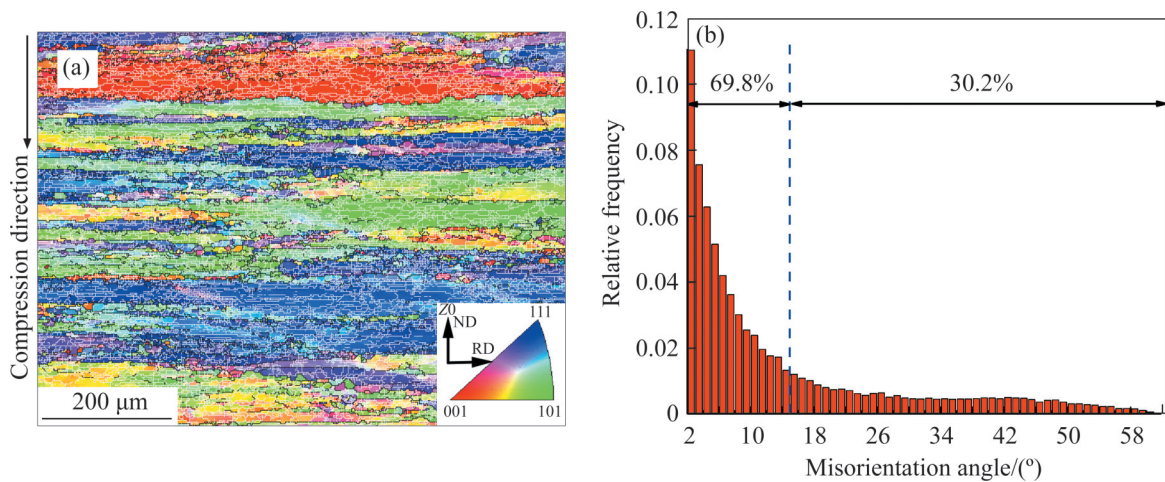 (a)
Compression direction
Z0
ND
RD
111
001
101
200 μm
(b)
0.12
0.10
0.08
0.06
0.04
0.02
0
Relative frequency
69.8%
30.2%
2 10 18 26 34 42 50 58
Misorientation angle/(º)